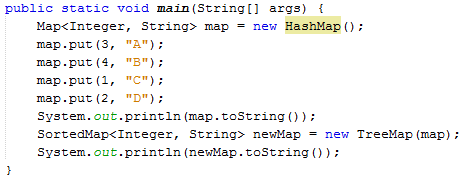 public static void main(String[] args) {
    Map<Integer, String> map = new HashMap();
    map.put(3, "A");
    map.put(4, "B");
    map.put(1, "C");
    map.put(2, "D");
    System.out.println(map.toString());
    SortedMap<Integer, String> newMap = new TreeMap(map);
    System.out.println(newMap.toString());
}